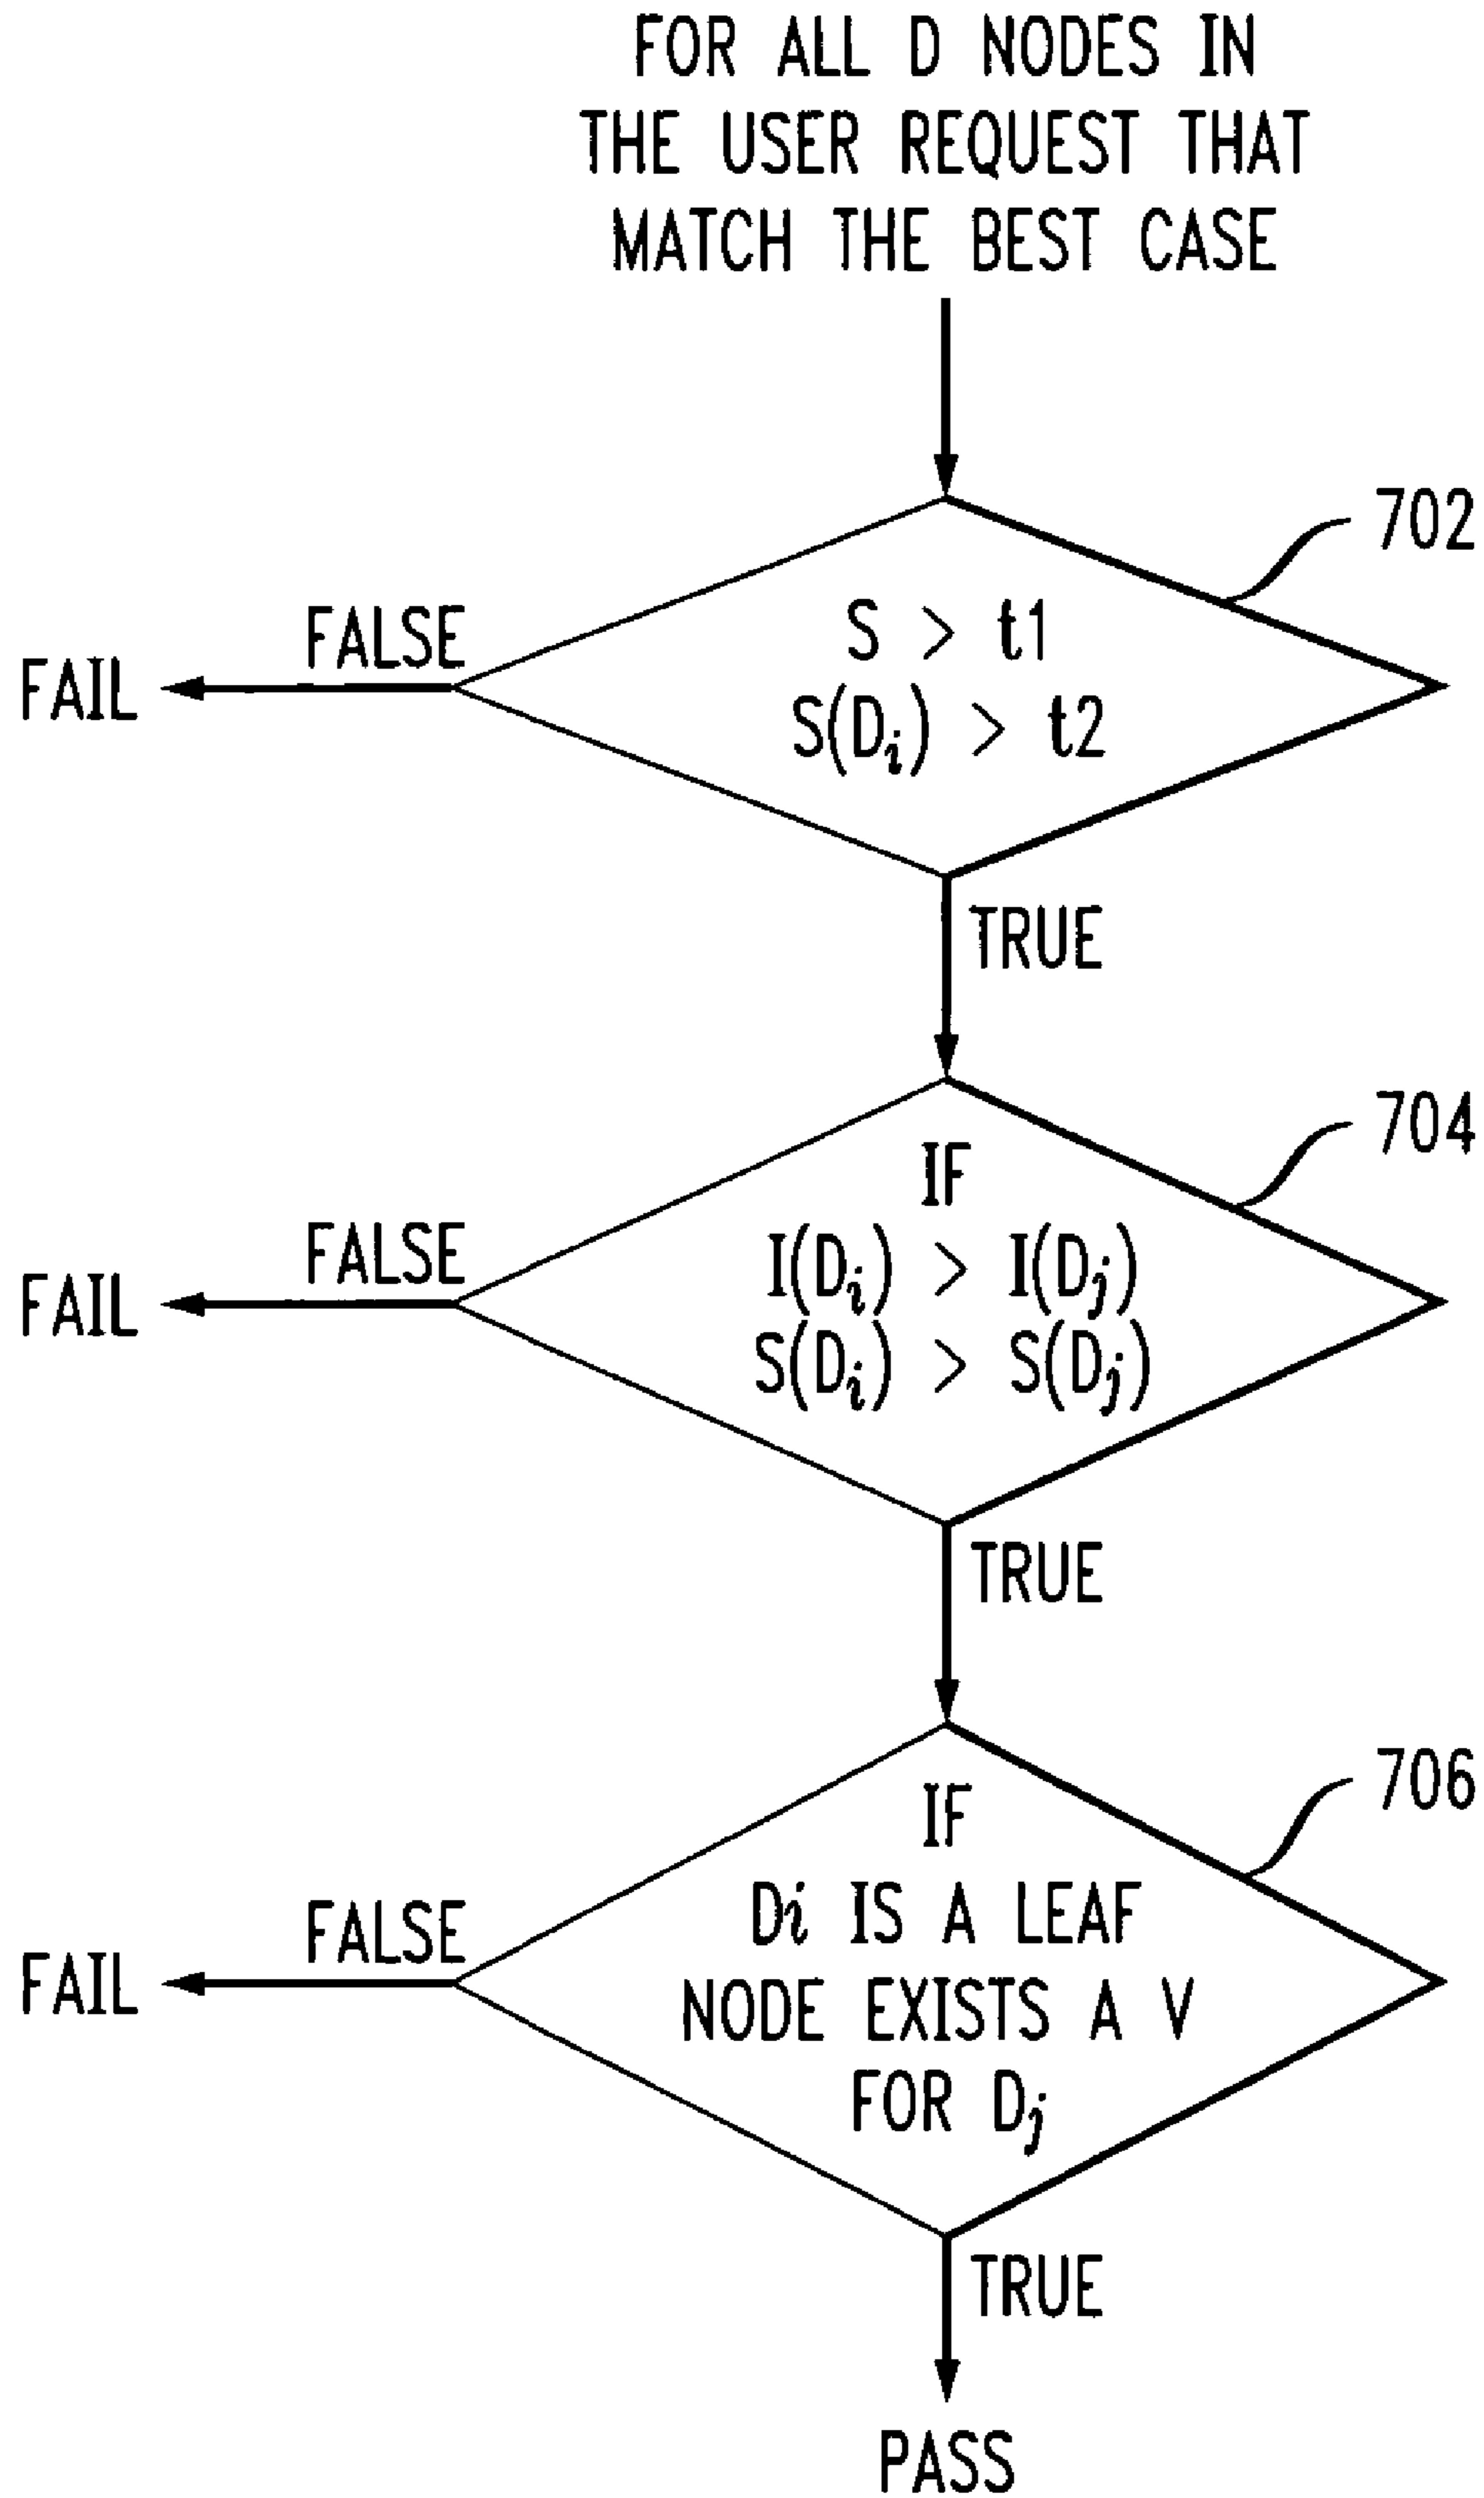 FOR ALL D NODES IN
THE USER REQUEST THAT
MATCH THE BEST CASE
702
S > t1
S(Di) > t2
FALSE
FAIL
TRUE
704
IF
I(Di) > I(Dj)
S(Di) > S(Dj)
FALSE
FAIL
TRUE
706
IF
Di IS A LEAF
NODE EXISTS A V
FOR Dj
FALSE
FAIL
TRUE
PASS